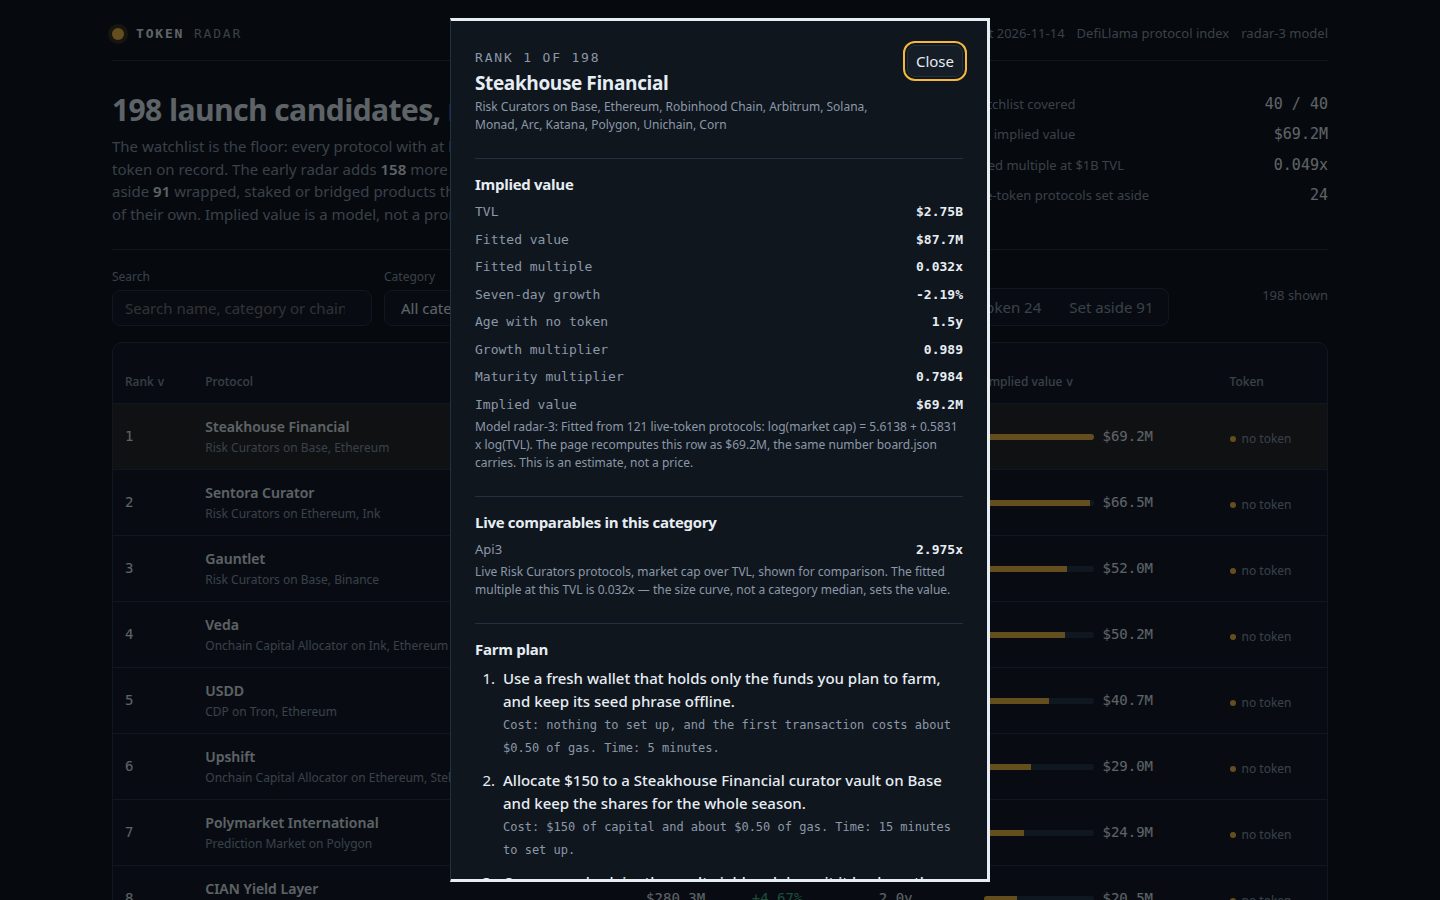 TOKEN RADAR
2026-11-14 DefiLlama protocol index radar-3 model
198 launch candidates,
The watchlist is the floor: every protocol with at
token on record. The early radar adds 158 more
aside 91 wrapped, staked or bridged products
of their own. Implied value is a model, not a
covered 40 / 40
implied value $69.2M
multiple at $1B TVL 0.049x
-token protocols set aside 24
Search
Search name, category or chain
Category
All
24 Set aside 91
198 shown
Rank v Protocol mplied value v Token
1 Steakhouse Financial $69.2M no token
Risk Curators on Base, Ethereum
2 Sentora Curator $66.5M no token
Risk Curators on Ethereum, Ink
3 Gauntlet $52.0M no token
Risk Curators on Base, Binance
4 Veda $50.2M no token
Onchain Capital Allocator on Ink, Ethereum
5 USDD $40.7M no token
CDP on Tron, Ethereum
6 Upshift $29.0M no token
Onchain Capital Allocator on Ethereum,
7 Polymarket International $24.9M no token
Prediction Market on Polygon
8 CIAN Yield Layer $280.3M +4.67% 2.0y $20.5M no token
RANK 1 OF 198
Close
Steakhouse Financial
Risk Curators on Base, Ethereum, Robinhood Chain, Arbitrum, Solana,
Monad, Arc, Katana, Polygon, Unichain, Corn
Implied value
TVL $2.75B
Fitted value $87.7M
Fitted multiple 0.032x
Seven-day growth -2.19%
Age with no token 1.5y
Growth multiplier 0.989
Maturity multiplier 0.7984
Implied value $69.2M
Model radar-3: Fitted from 121 live-token protocols: log(market cap) = 5.6138 + 0.5831
x log(TVL). The page recomputes this row as $69.2M, the same number board.json
carries. This is an estimate, not a price.
Live comparables in this category
Api3 2.975x
Live Risk Curators protocols, market cap over TVL, shown for comparison. The fitted
multiple at this TVL is 0.032x — the size curve, not a category median, sets the value.
Farm plan
1. Use a fresh wallet that holds only the funds you plan to farm,
and keep its seed phrase offline.
Cost: nothing to set up, and the first transaction costs about
$0.50 of gas. Time: 5 minutes.
2. Allocate $150 to a Steakhouse Financial curator vault on Base
and keep the shares for the whole season.
Cost: $150 of capital and about $0.50 of gas. Time: 15 minutes
to set up.